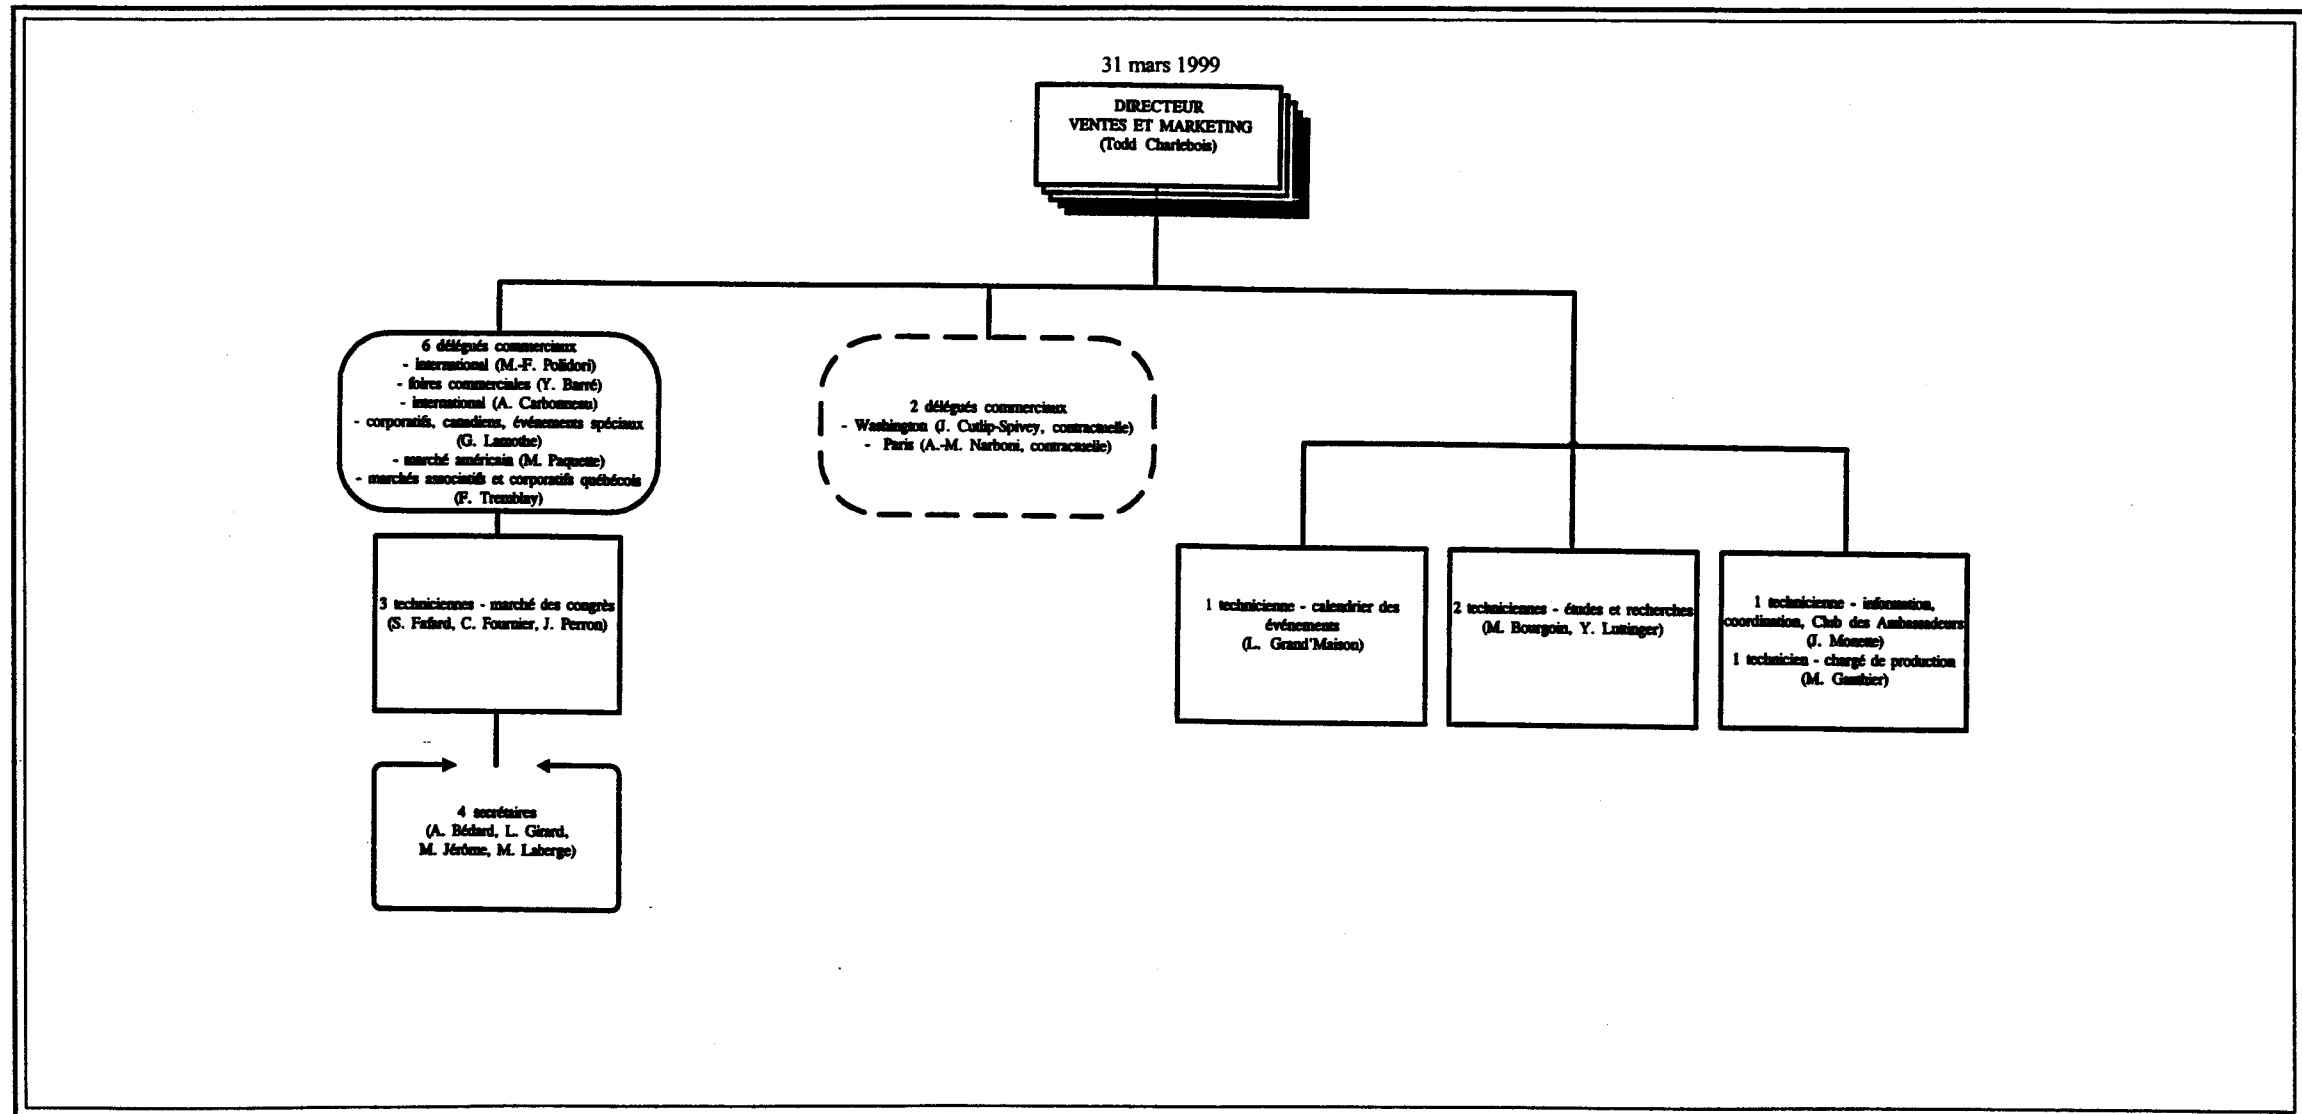 31 mars 1999
DIRECTEUR
VENTES ET MARKETING
(Todd Charlebois)
6 délégués commerciaux
- international (M.-F. Polidori)
- foires commerciales (Y. Barré)
- international (A. Carbonneau)
- corporatifs, canadiens, événements spéciaux
(G. Lamothe)
- marché américain (M. Paquette)
- marchés associatifs et corporatifs québécois
(F. Tremblay)
2 délégués commerciaux
- Washington (J. Cutlip-Spivey, contractuelle)
- Paris (A.-M. Narboni, contractuelle)
3 techniciennes - marché des congrès
(S. Fafard, C. Fournier, J. Perron)
1 technicienne - calendrier des
événements
(L. Grand'Maison)
2 techniciennes - études et recherches
(M. Bourgoin, Y. Luttinger)
1 technicienne - information,
coordination, Club des Ambassadeurs
(J. Monette)
1 technicien - chargé de production
(M. Gauthier)
4 secrétaires
(A. Bédard, L. Girard,
M. Jérôme, M. Laberge)